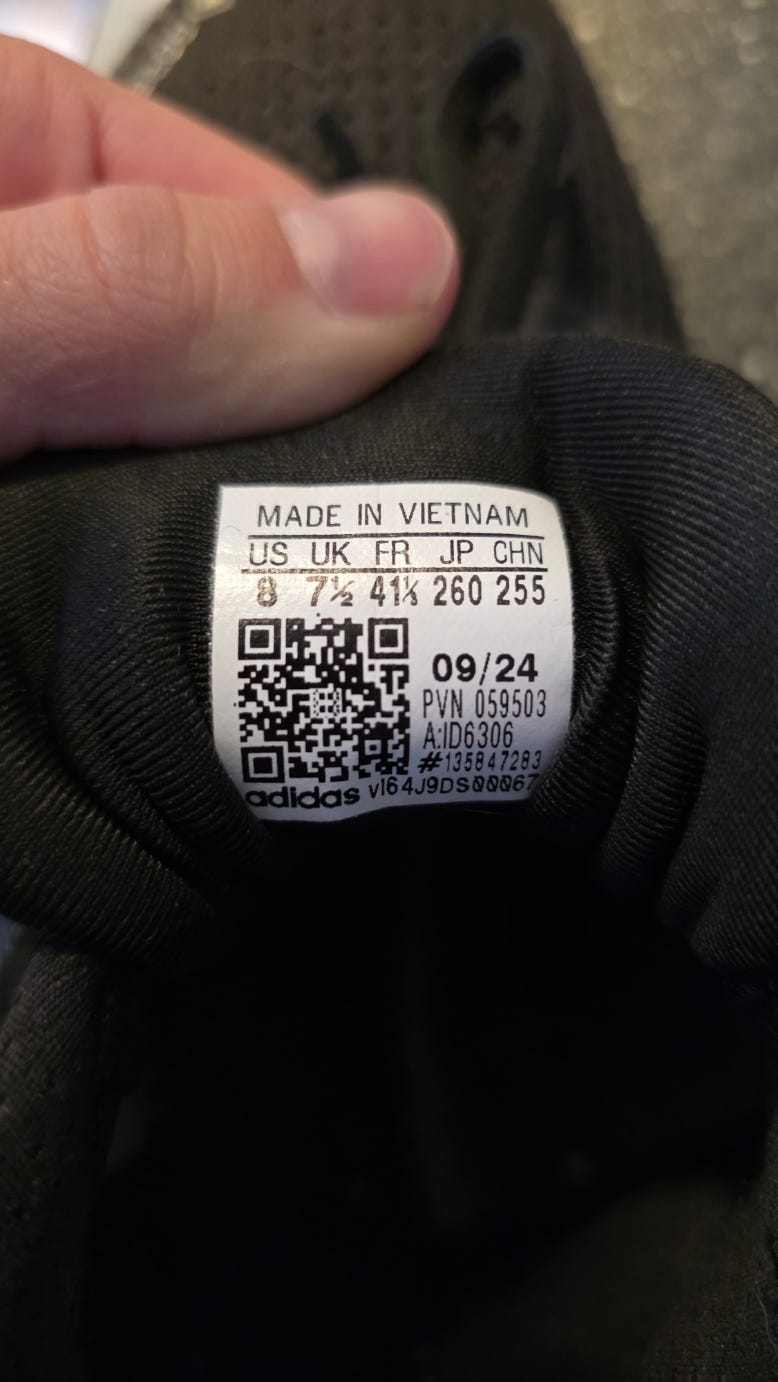 MADE IN VIETNAM
US UK FR JP CHN
8 7½ 41⅓ 260 255
09/24
PVN 059503
A:ID6306
#135847283
adidas vI64J9DS00067